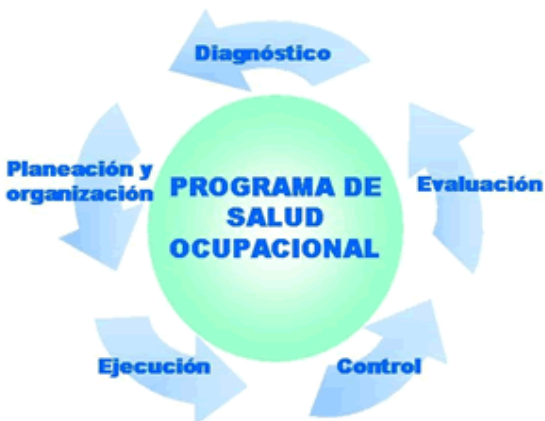 Diagnóstico
Planeación y
organización
PROGRAMA DE
SALUD
OCUPACIONAL
Evaluación
Ejecución
Control